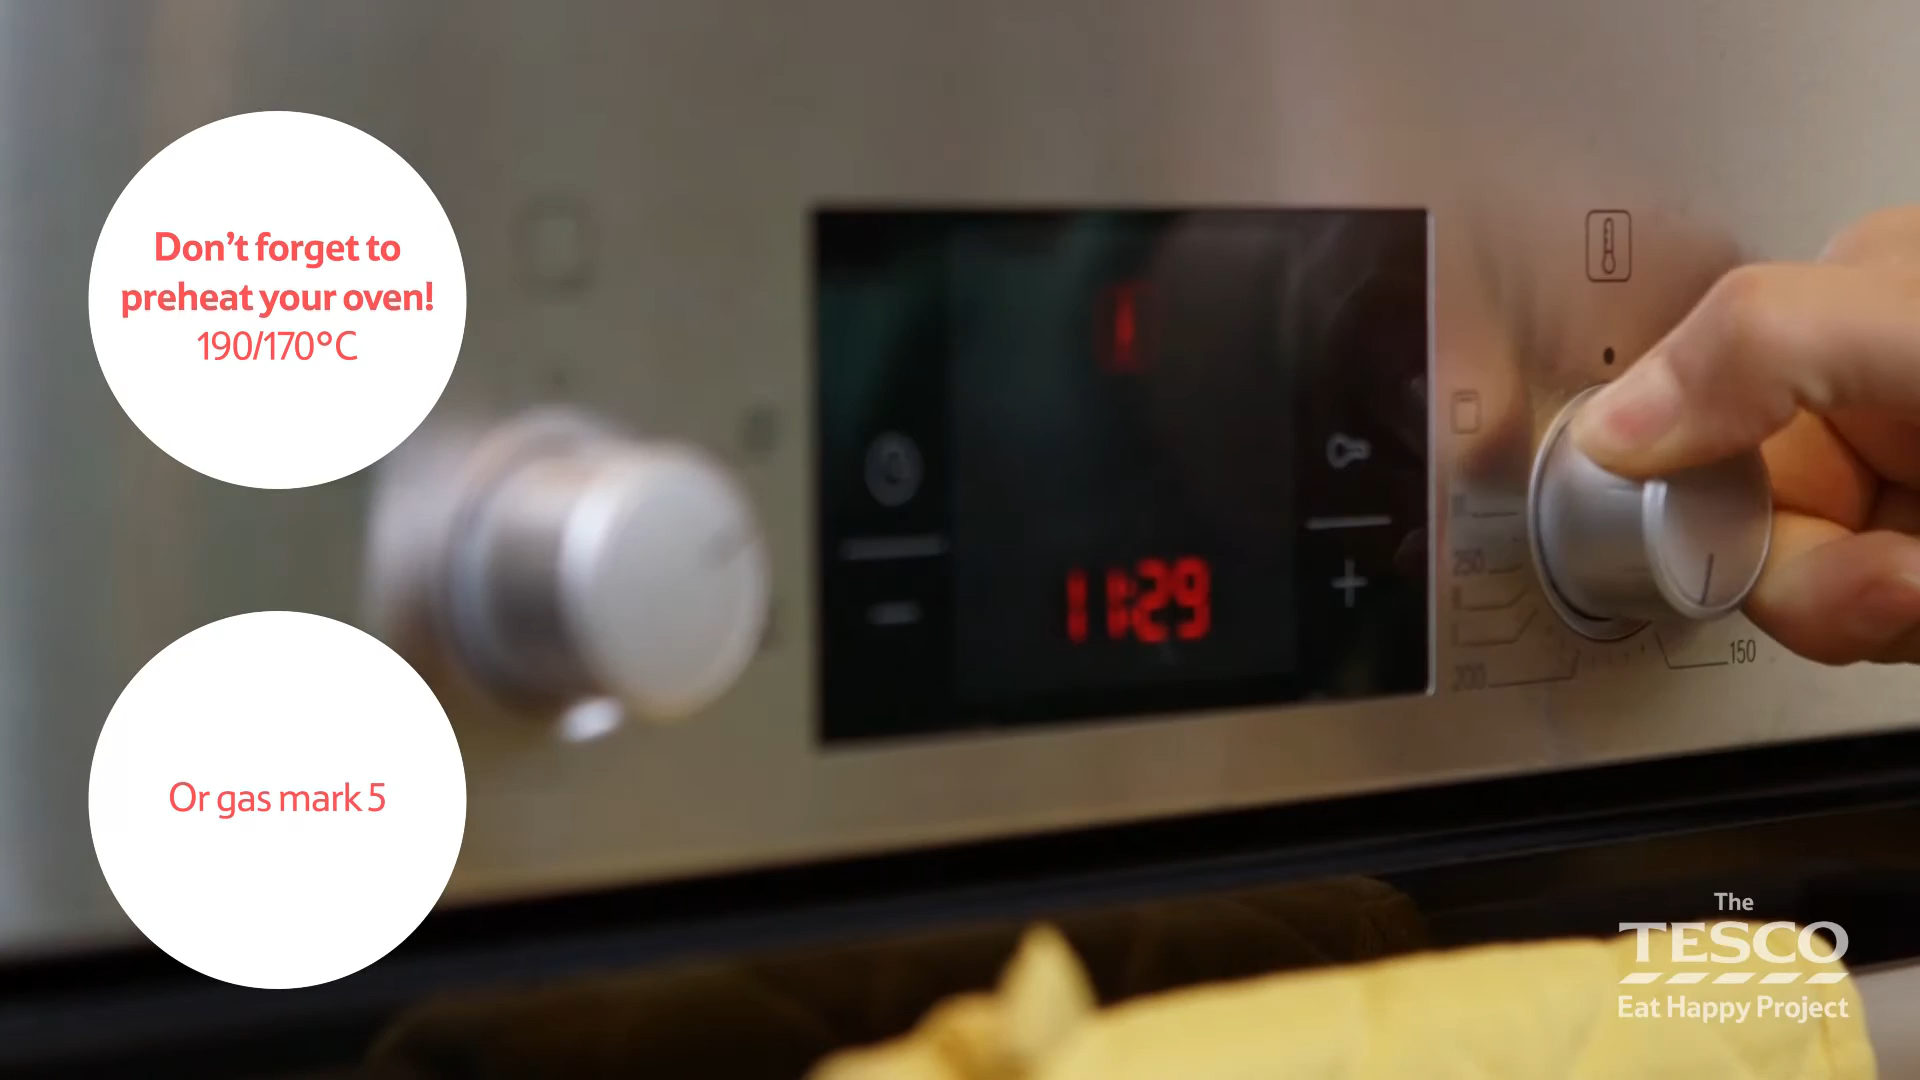 Don't forget to
preheat your oven!
190/170°C
Or gas mark 5
11:29
250
200
150
The
TESCO
Eat Happy Project